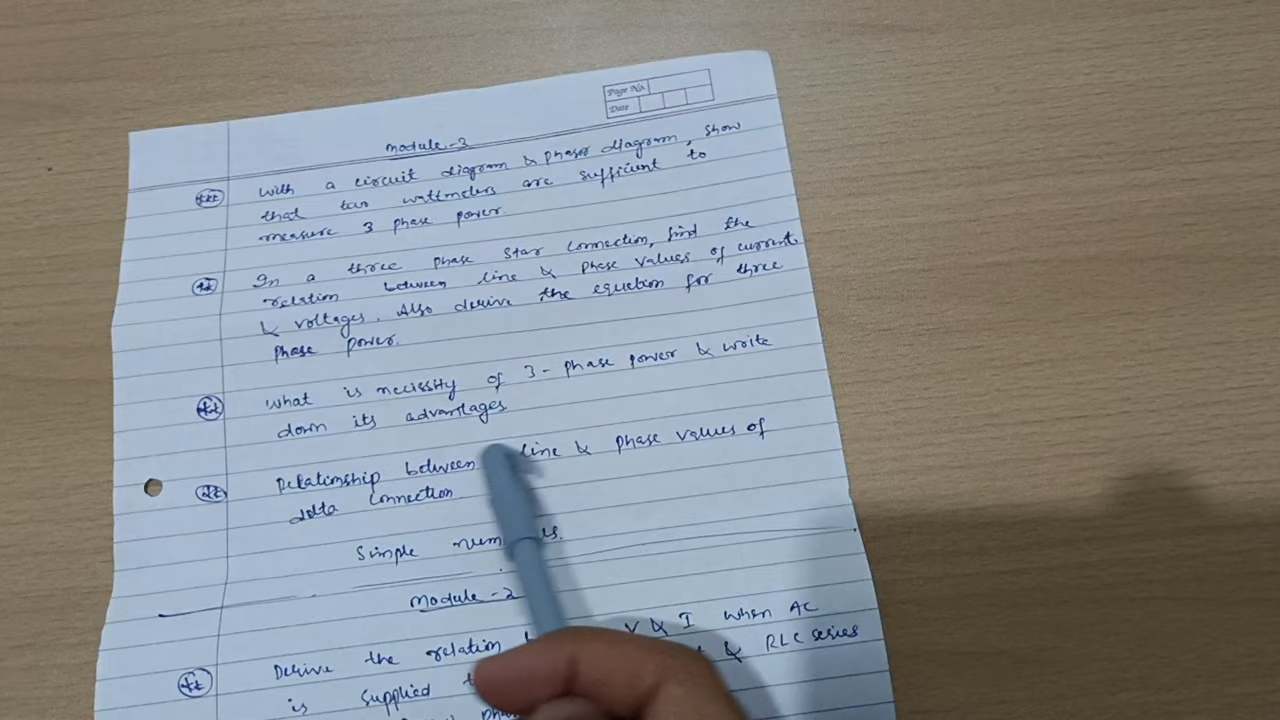 Page No.
Date
Module-3
*** With a circuit diagram & phasor diagram, show
that two wattmeters are sufficient to
measure 3 phase power.
** In a three phase star connection, find the
relation between line & phase values of current
& voltages. Also derive the equation for three
phase power.
** What is necissity of 3-phase power & write
down its advantages
** Relationship between line & phase values of
delta connection
Simple
Module-2
** Derive the relation V & I when AC
is supplied & RLC series